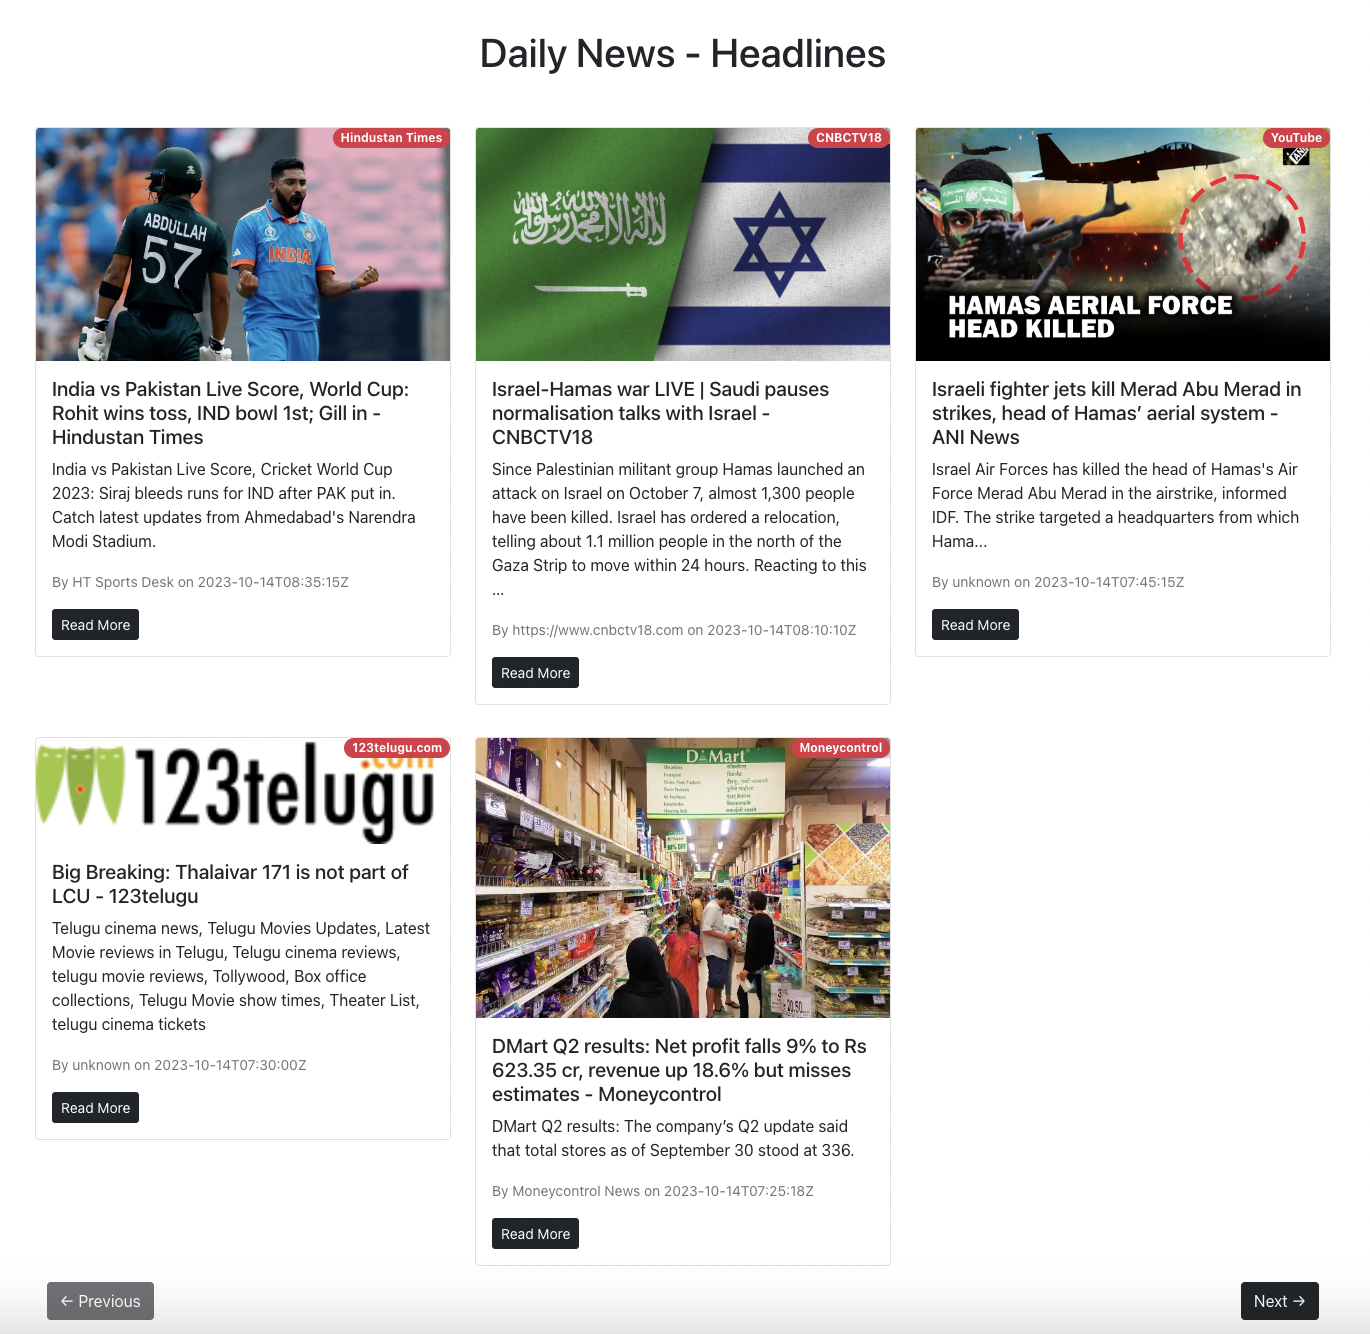 Daily News - Headlines
Hindustan Times
ABDULLAH
57
INDIA
India vs Pakistan Live Score, World Cup:
Rohit wins toss, IND bowl 1st; Gill in -
Hindustan Times
India vs Pakistan Live Score, Cricket World Cup
2023: Siraj bleeds runs for IND after PAK put in.
Catch latest updates from Ahmedabad's Narendra
Modi Stadium.
By HT Sports Desk on 2023-10-14T08:35:15Z
Read More
CNBCTV18
لا إله إلا الله محمد رسول الله
Israel-Hamas war LIVE | Saudi pauses
normalisation talks with Israel -
CNBCTV18
Since Palestinian militant group Hamas launched an
attack on Israel on October 7, almost 1,300 people
have been killed. Israel has ordered a relocation,
telling about 1.1 million people in the north of the
Gaza Strip to move within 24 hours. Reacting to this
...
By https://www.cnbctv18.com on 2023-10-14T08:10:10Z
Read More
YouTube
HAMAS AERIAL FORCE
HEAD KILLED
Israeli fighter jets kill Merad Abu Merad in
strikes, head of Hamas’ aerial system -
ANI News
Israel Air Forces has killed the head of Hamas's Air
Force Merad Abu Merad in the airstrike, informed
IDF. The strike targeted a headquarters from which
Hama...
By unknown on 2023-10-14T07:45:15Z
Read More
123telugu.com
123telugu
Big Breaking: Thalaivar 171 is not part of
LCU - 123telugu
Telugu cinema news, Telugu Movies Updates, Latest
Movie reviews in Telugu, Telugu cinema reviews,
telugu movie reviews, Tollywood, Box office
collections, Telugu Movie show times, Theater List,
telugu cinema tickets
By unknown on 2023-10-14T07:30:00Z
Read More
Moneycontrol
D Mart
DMart Q2 results: Net profit falls 9% to Rs
623.35 cr, revenue up 18.6% but misses
estimates - Moneycontrol
DMart Q2 results: The company’s Q2 update said
that total stores as of September 30 stood at 336.
By Moneycontrol News on 2023-10-14T07:25:18Z
Read More
← Previous
Next →